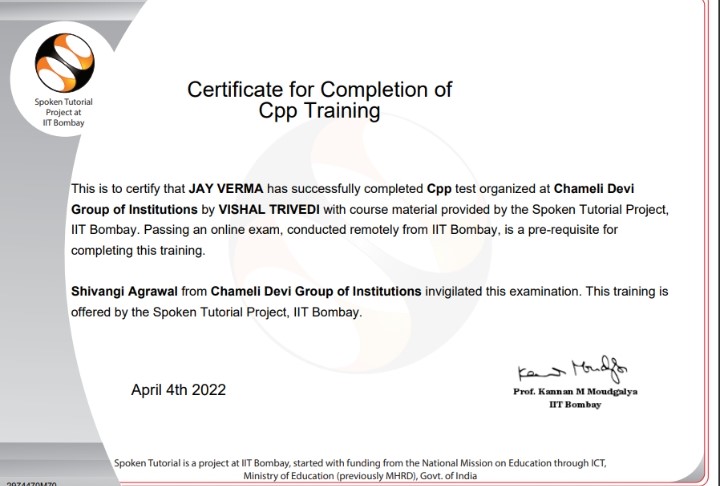 Spoken Tutorial
Project at
IIT Bombay
Certificate for Completion of
Cpp Training
This is to certify that JAY VERMA has successfully completed Cpp test organized at Chameli Devi
Group of Institutions by VISHAL TRIVEDI with course material provided by the Spoken Tutorial Project,
IIT Bombay. Passing an online exam, conducted remotely from IIT Bombay, is a pre-requisite for
completing this training.
Shivangi Agrawal from Chameli Devi Group of Institutions invigilated this examination. This training is
offered by the Spoken Tutorial Project, IIT Bombay.
April 4th 2022
Prof. Kannan M Moudgalya
IIT Bombay
Spoken Tutorial is a project at IIT Bombay, started with funding from the National Mission on Education through ICT,
Ministry of Education (previously MHRD), Govt. of India